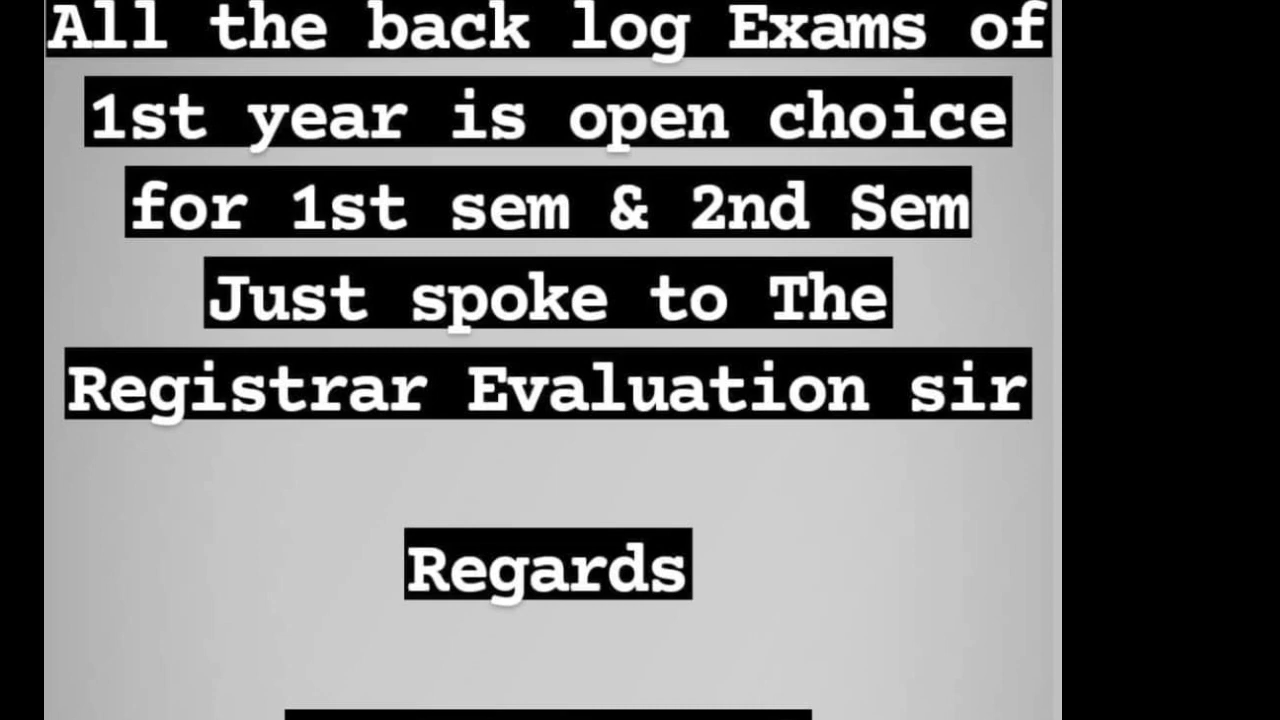 All the back log Exams of
1st year is open choice
for 1st sem & 2nd Sem
Just spoke to The
Registrar Evaluation sir
Regards